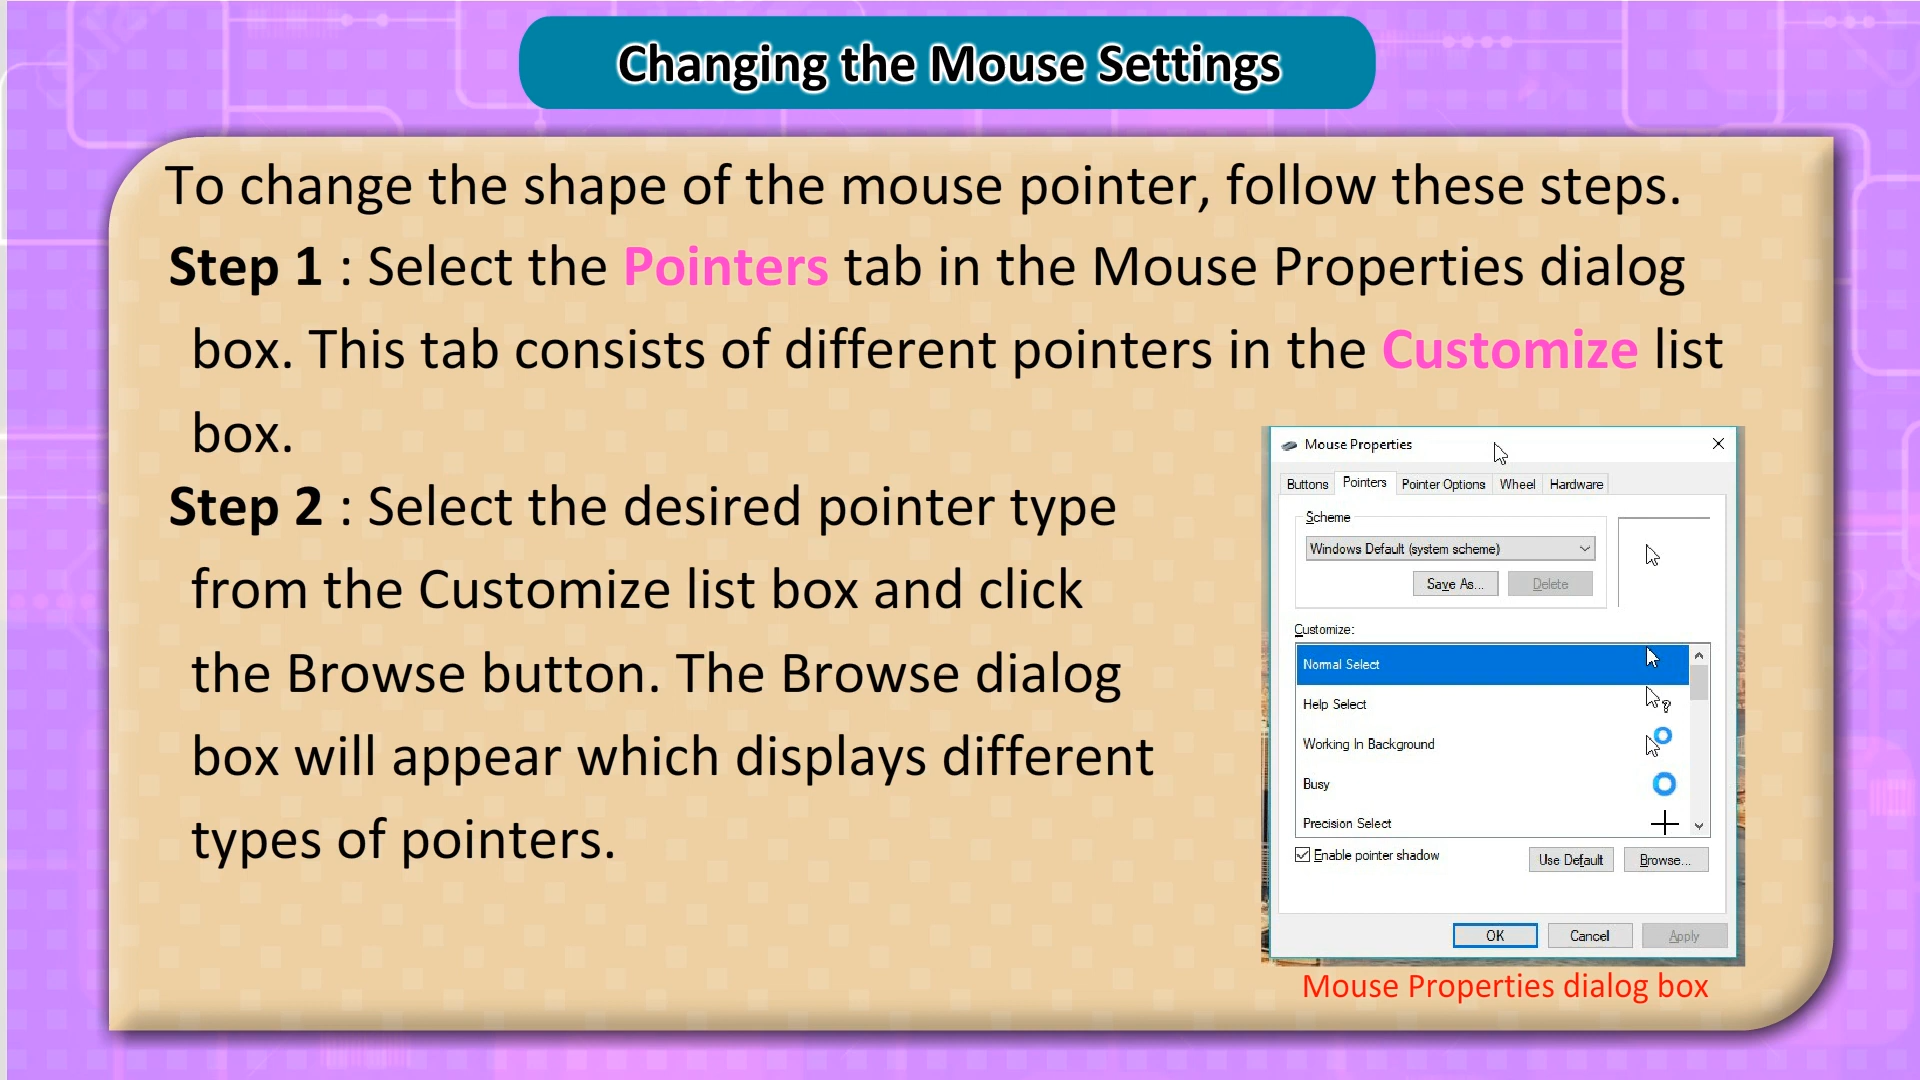 Changing the Mouse Settings
To change the shape of the mouse pointer, follow these steps.
Step 1 : Select the Pointers tab in the Mouse Properties dialog
box. This tab consists of different pointers in the Customize list
box.
Step 2 : Select the desired pointer type
from the Customize list box and click
the Browse button. The Browse dialog
box will appear which displays different
types of pointers.
Mouse Properties
Buttons Pointers Pointer Options Wheel Hardware
Scheme
Windows Default (system scheme)
Save As... Delete
Customize:
Normal Select
Help Select
Working In Background
Busy
Precision Select
Enable pointer shadow Use Default Browse...
OK Cancel Apply
Mouse Properties dialog box